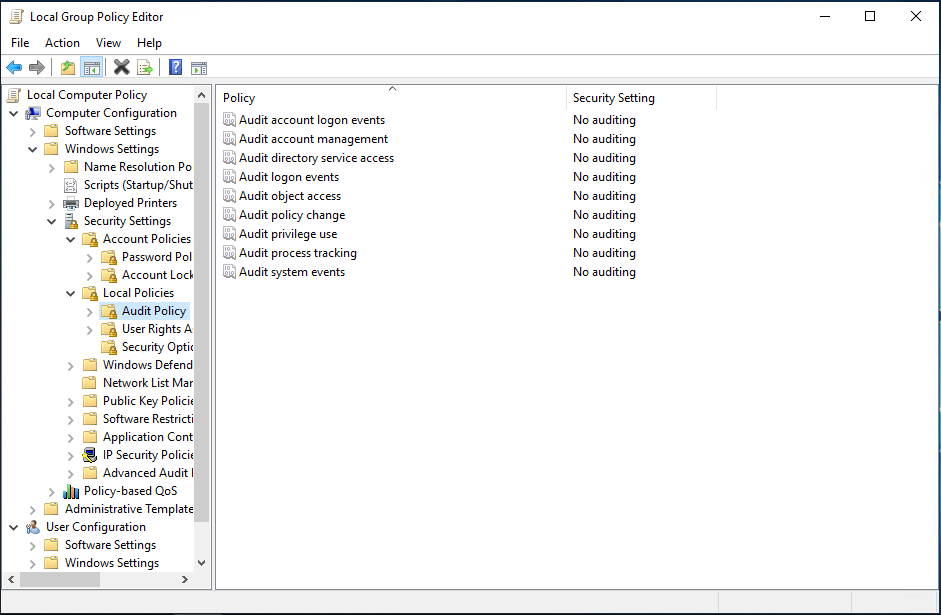 Local Group Policy Editor
File Action View Help
Local Computer Policy
Computer Configuration
Software Settings
Windows Settings
Name Resolution Po
Scripts (Startup/Shut
Deployed Printers
Security Settings
Account Policies
Password Pol
Account Lock
Local Policies
Audit Policy
User Rights A
Security Optic
Windows Defend
Network List Mar
Public Key Policie
Software Restricti
Application Cont
IP Security Policie
Advanced Audit
Policy-based QoS
Administrative Template
User Configuration
Software Settings
Windows Settings
Policy Security Setting
Audit account logon events No auditing
Audit account management No auditing
Audit directory service access No auditing
Audit logon events No auditing
Audit object access No auditing
Audit policy change No auditing
Audit privilege use No auditing
Audit process tracking No auditing
Audit system events No auditing